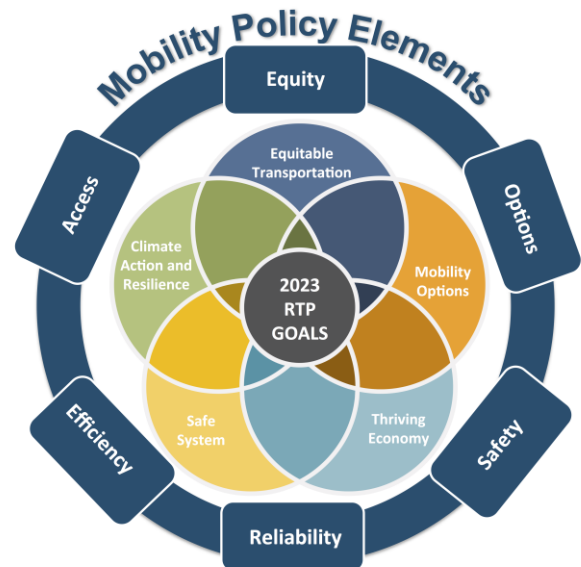 Mobility Policy Elements
Equity
Access
Options
Equitable
Transportation
Climate
Action and
Resilience
Mobility
Options
2023
RTP
GOALS
Safe
System
Thriving
Economy
Efficiency
Safety
Reliability